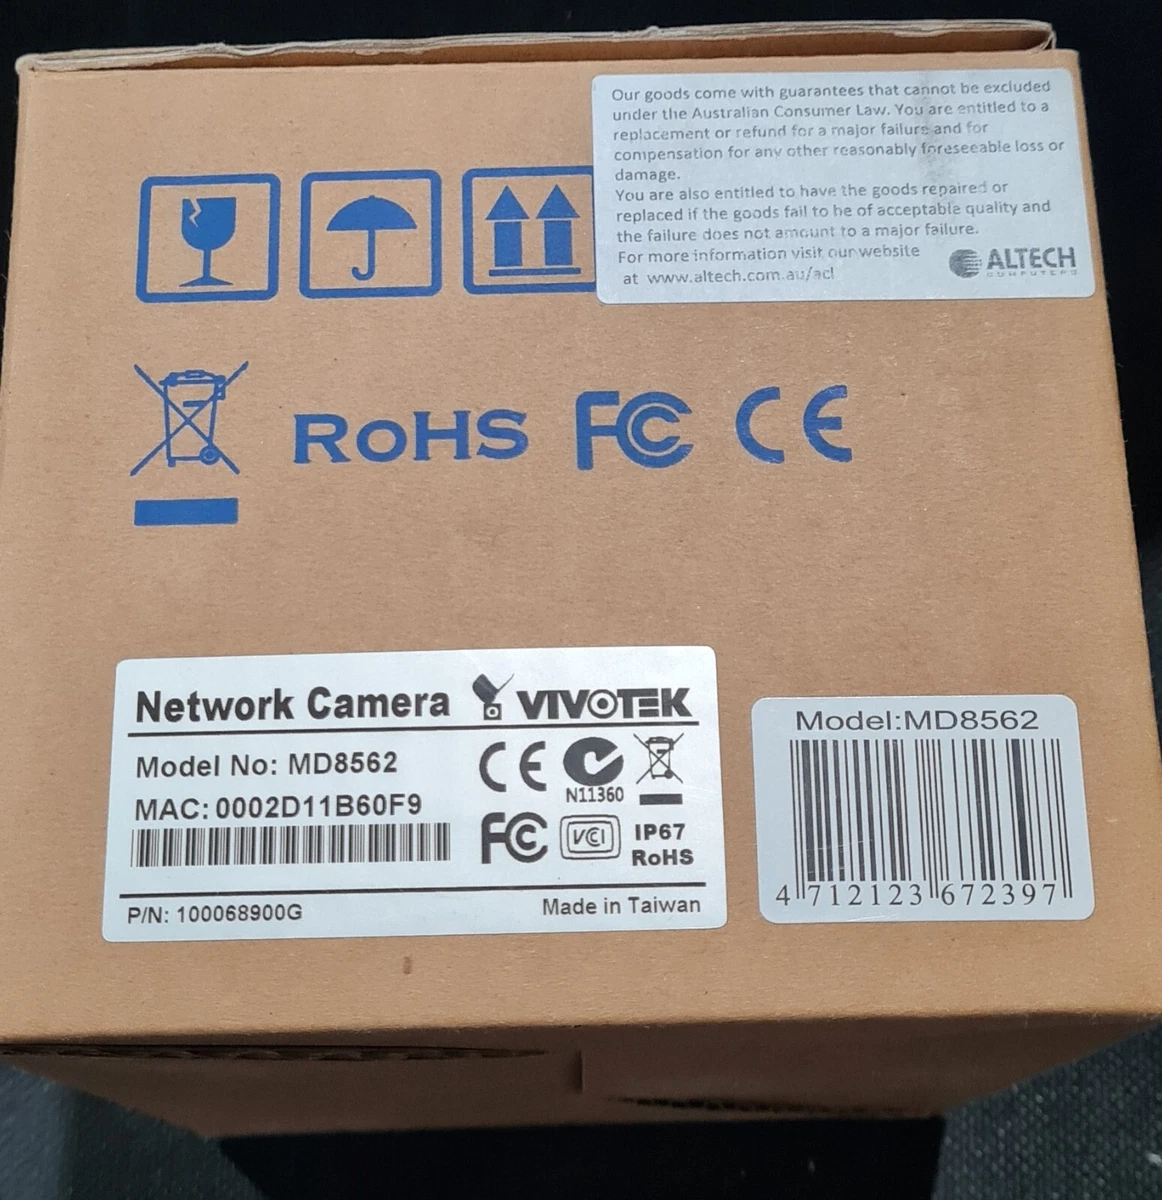 Our goods come with guarantees that cannot be excluded
under the Australian Consumer Law. You are entitled to a
replacement or refund for a major failure and for
compensation for any other reasonably foreseeable loss or
damage.
You are also entitled to have the goods repaired or
replaced if the goods fail to be of acceptable quality and
the failure does not amount to a major failure.
For more information visit our website
at www.altech.com.au/acl
ALTECH
COMPUTERS
RoHS FC CE
Network Camera VIVOTEK
Model No: MD8562
MAC: 0002D11B60F9
CE
N11360
FC VCI
IP67
RoHS
P/N: 100068900G
Made in Taiwan
Model:MD8562
4 712123 672397